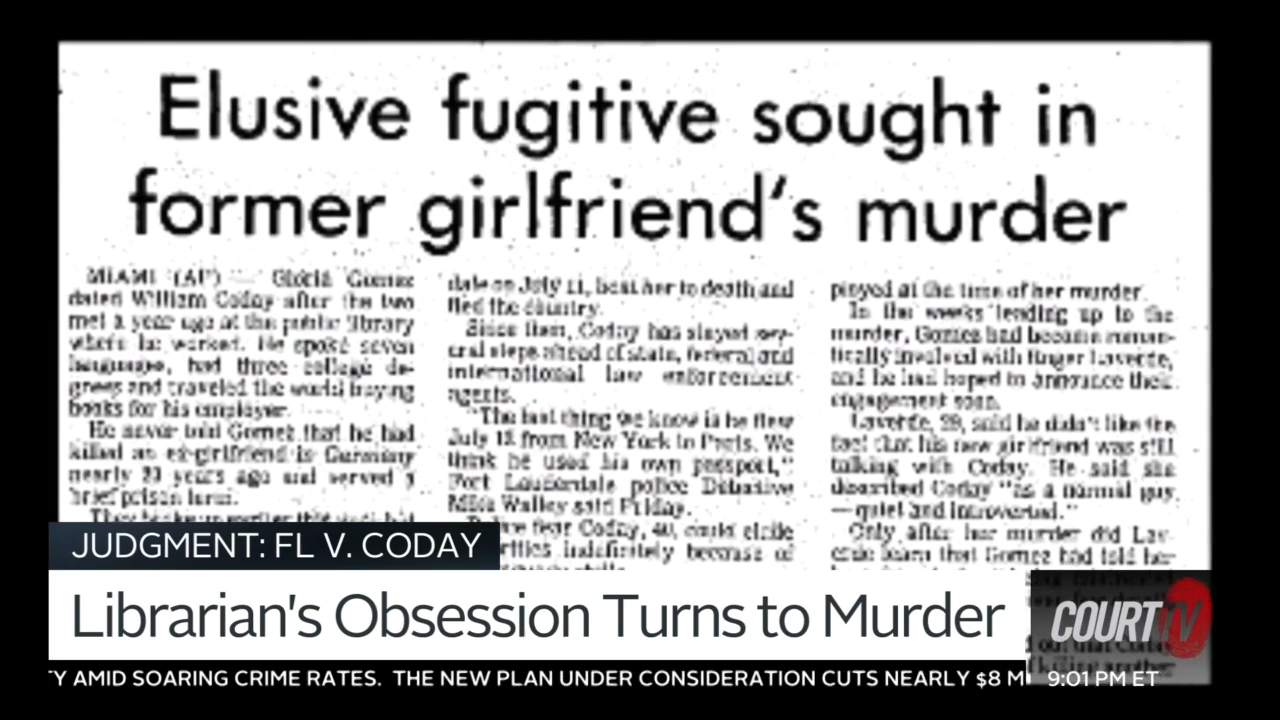 Elusive fugitive sought in
former girlfriend's murder
MIAMI (AP) — Gloria Gomez
dated William Coday after the two
met a year ago at the public library
where he worked. He spoke seven
languages, had three college de-
grees and traveled the world buying
books for his employer.
He never told Gomez that he had
killed an ex-girlfriend in Germany
nearly 20 years ago and served a
brief prison term.
They broke up earlier this
date on July 11, beat her to death and
fled the country.
Since then, Coday has stayed sev-
eral steps ahead of state, federal and
international law enforcement
agents.
"The last thing we know is he flew
July 12 from New York to Paris. We
think he used his own passport,"
Fort Lauderdale police Detective
Mike Walley said Friday.
fear Coday, 40, could elude
indefinitely because of
ployed at the time of her murder.
In the weeks leading up to the
murder, Gomez had become roman-
tically involved with Roger Laverde,
and he had hoped to announce their
engagement soon.
Laverde, 29, said he didn't like the
fact that his new girlfriend was still
talking with Coday. He said she
described Coday "as a normal guy
— quiet and introverted."
Only after her murder did Lav-
erde learn that Gomez had told her
JUDGMENT: FL V. CODAY
Librarian's Obsession Turns to Murder
COURT TV
TY AMID SOARING CRIME RATES. THE NEW PLAN UNDER CONSIDERATION CUTS NEARLY $8 M
9:01 PM ET